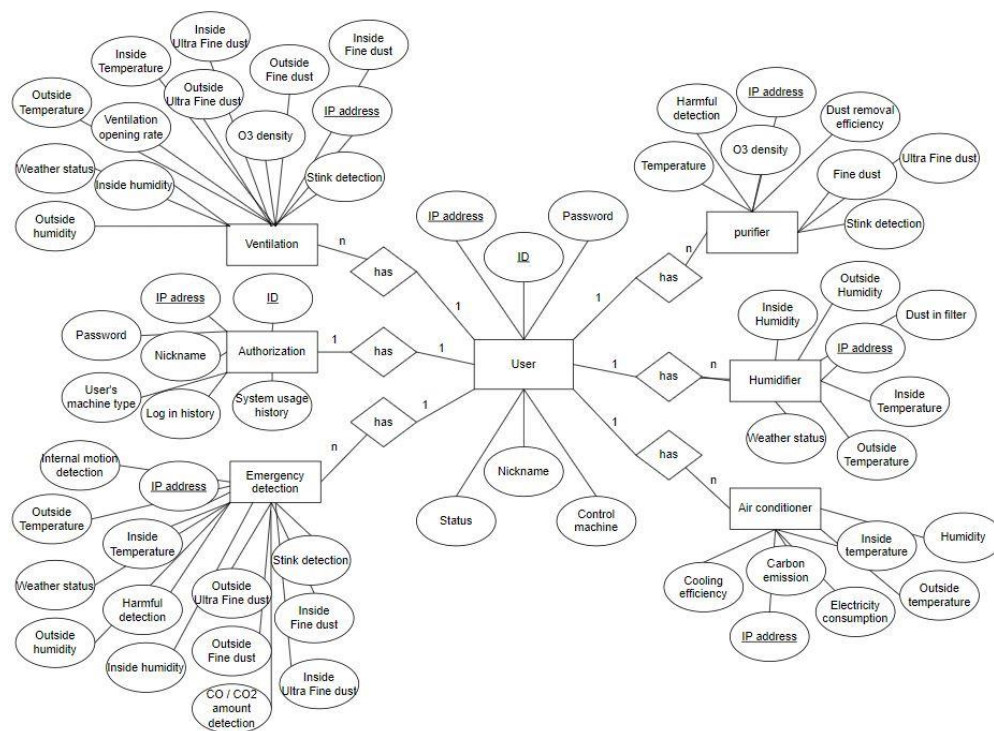 Inside
Ultra Fine dust
Inside
Fine dust
Inside
Temperature
Outside
Fine dust
Outside
Temperature
Outside
Ultra Fine dust
IP address
Ventilation
opening rate
O3 density
Weather status
Inside humidity
Stink detection
Outside
humidity
Ventilation
n
has
1
IP address
Password
ID
Harmful
detection
IP address
Dust removal
efficiency
Temperature
O3 density
Ultra Fine dust
Fine dust
Stink detection
purifier
n
has
1
IP adress
ID
Password
Nickname
Authorization
User's
machine type
Log in history
System usage
history
1
has
1
User
1
has
n
Inside
Humidity
Outside
Humidity
Dust in filter
IP address
Humidifier
Inside
Temperature
Weather status
Outside
Temperature
Internal motion
detection
IP address
Emergency
detection
n
has
1
Outside
Temperature
Inside
Temperature
Stink detection
Weather status
Harmful
detection
Outside
Ultra Fine dust
Inside
Fine dust
Outside
humidity
Inside humidity
Outside
Fine dust
Inside
Ultra Fine dust
CO / CO2
amount
detection
Status
Nickname
Control
machine
1
has
n
Air conditioner
Inside
temperature
Humidity
Cooling
efficiency
Carbon
emission
Outside
temperature
Electricity
consumption
IP address